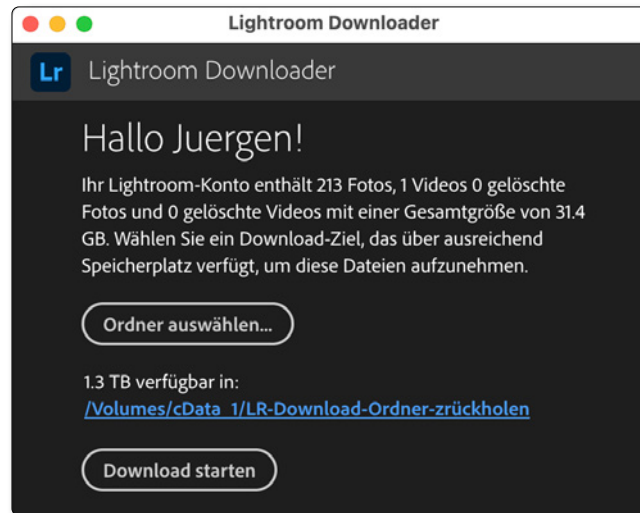 Lightroom Downloader
Lr Lightroom Downloader
Hallo Juergen!
Ihr Lightroom-Konto enthält 213 Fotos, 1 Videos 0 gelöschte
Fotos und 0 gelöschte Videos mit einer Gesamtgröße von 31.4
GB. Wählen Sie ein Download-Ziel, das über ausreichend
Speicherplatz verfügt, um diese Dateien aufzunehmen.
Ordner auswählen...
1.3 TB verfügbar in:
/Volumes/cData_1/LR-Download-Ordner-zrückholen
Download starten